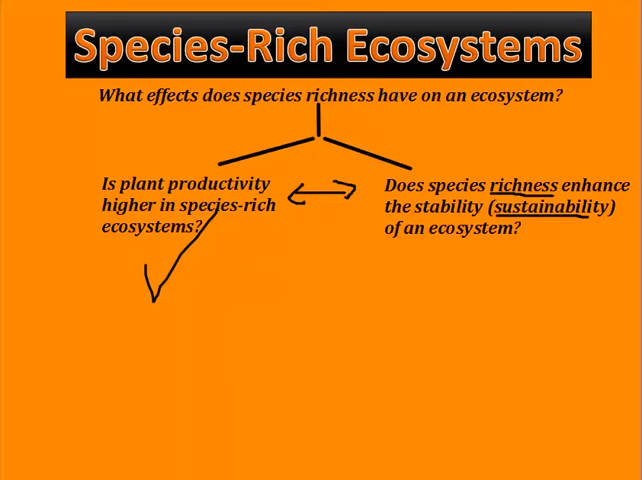 Species-Rich Ecosystems
What effects does species richness have on an ecosystem?
Is plant productivity
higher in species-rich
ecosystems?
Does species richness enhance
the stability (sustainability)
of an ecosystem?